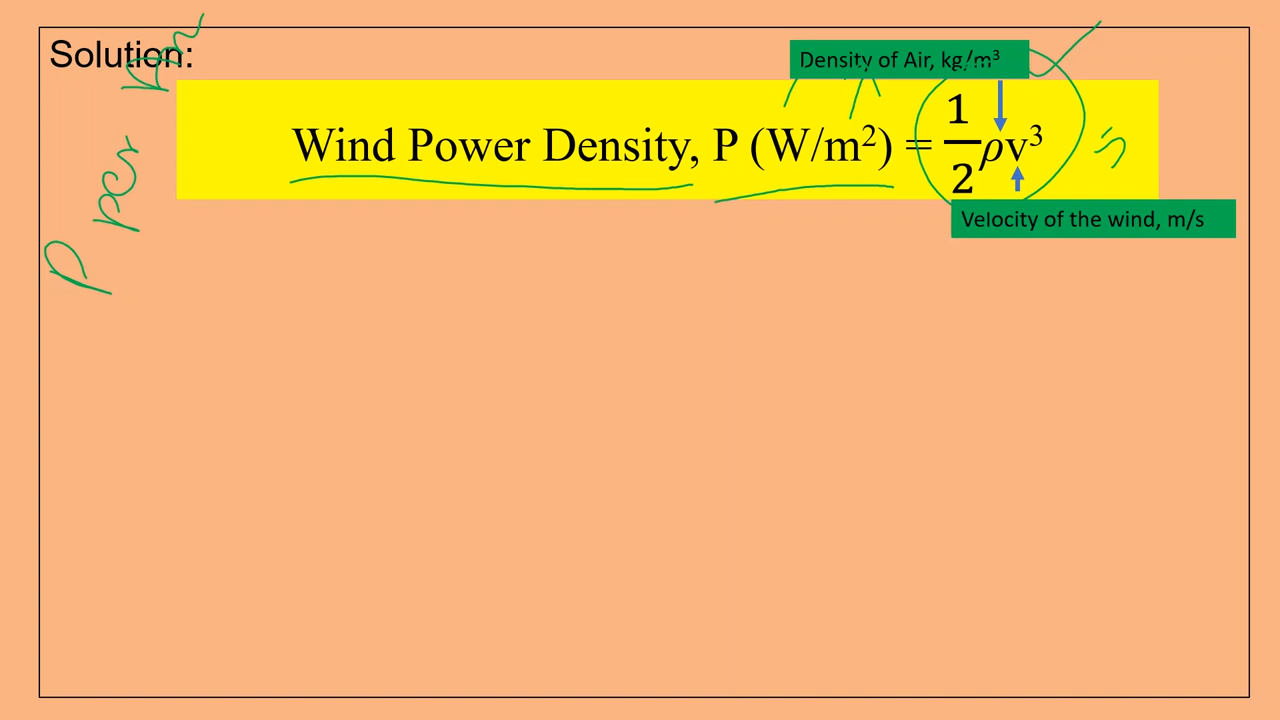 Solution:
Density of Air, kg/m³
Wind Power Density, P (W/m²) = 1/2 ρv³
Velocity of the wind, m/s
P per